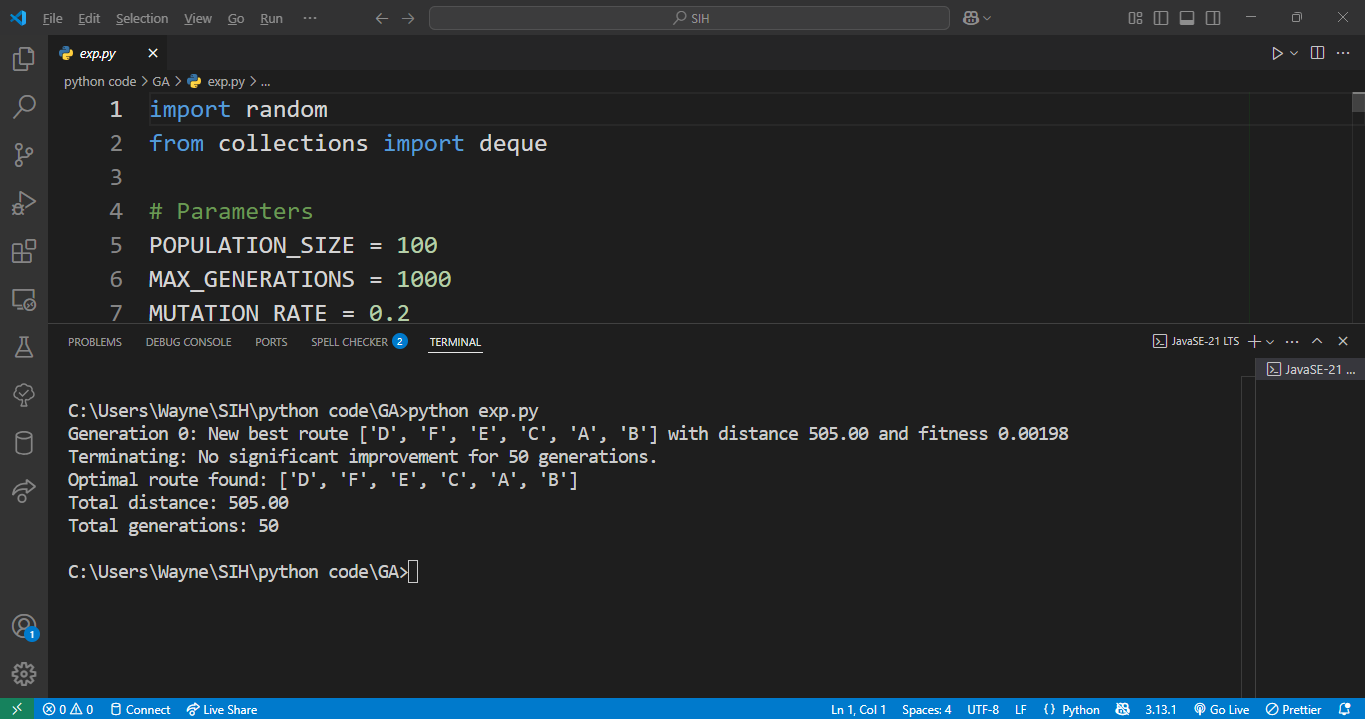 File Edit Selection View Go Run ··· SIH
exp.py
python code > GA > exp.py > ...
1 import random
2 from collections import deque
3
4 # Parameters
5 POPULATION_SIZE = 100
6 MAX_GENERATIONS = 1000
7 MUTATION_RATE = 0.2
PROBLEMS DEBUG CONSOLE PORTS SPELL CHECKER 2 TERMINAL JavaSE-21 LTS
JavaSE-21 ...
C:\Users\Wayne\SIH\python code\GA>python exp.py
Generation 0: New best route ['D', 'F', 'E', 'C', 'A', 'B'] with distance 505.00 and fitness 0.00198
Terminating: No significant improvement for 50 generations.
Optimal route found: ['D', 'F', 'E', 'C', 'A', 'B']
Total distance: 505.00
Total generations: 50
C:\Users\Wayne\SIH\python code\GA>
1
0 0 Connect Live Share Ln 1, Col 1 Spaces: 4 UTF-8 LF {} Python 3.13.1 Go Live Prettier